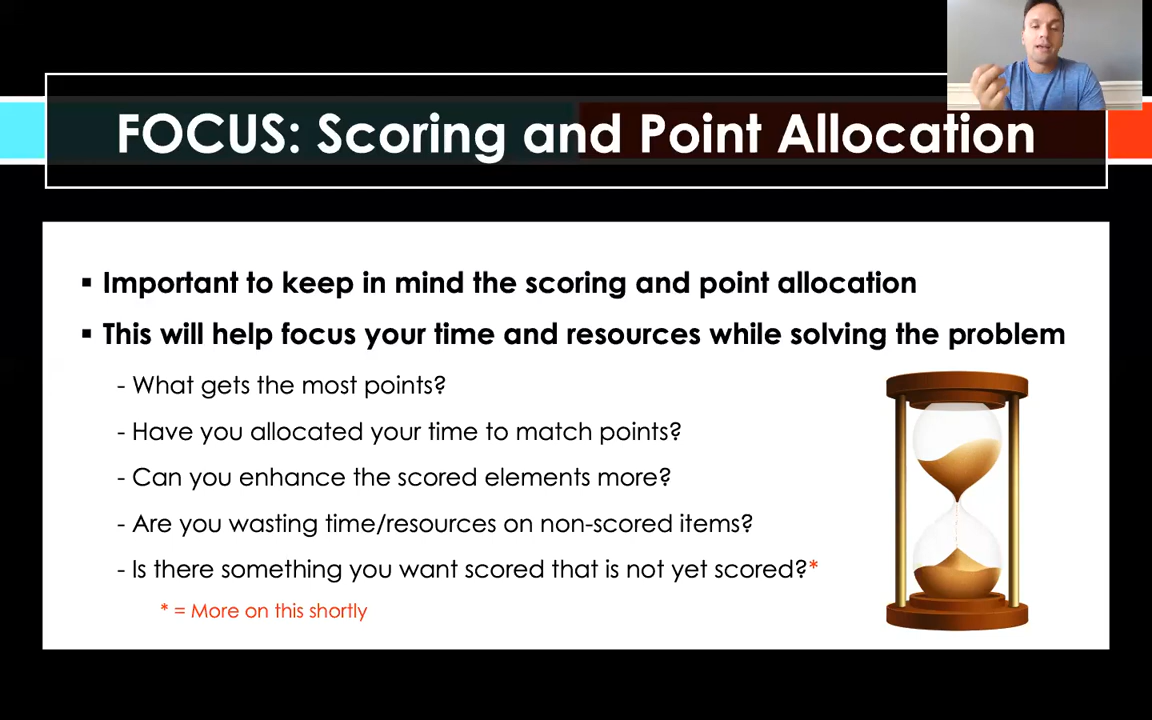 FOCUS: Scoring and Point Allocation
▪ Important to keep in mind the scoring and point allocation
▪ This will help focus your time and resources while solving the problem
- What gets the most points?
- Have you allocated your time to match points?
- Can you enhance the scored elements more?
- Are you wasting time/resources on non-scored items?
- Is there something you want scored that is not yet scored?*
* = More on this shortly